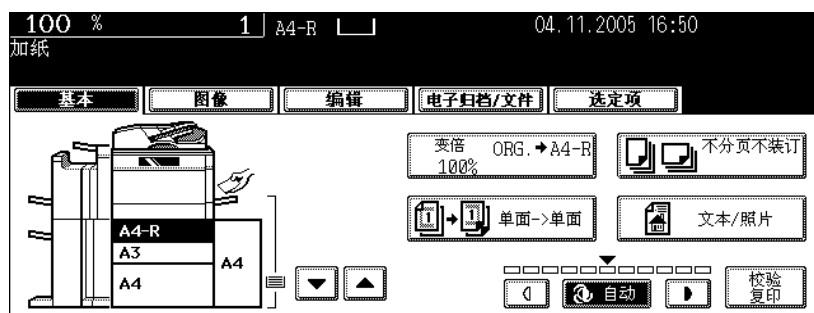 100 % 1 A4-R 04.11.2005 16:50
加纸
基本 图像 编辑 电子归档/文件 选定项
变倍 ORG.➔A4-R
100%
不分页不装订
1➔1 单面->单面
文本/照片
A4-R
A3
A4
A4
自动
校验
复印